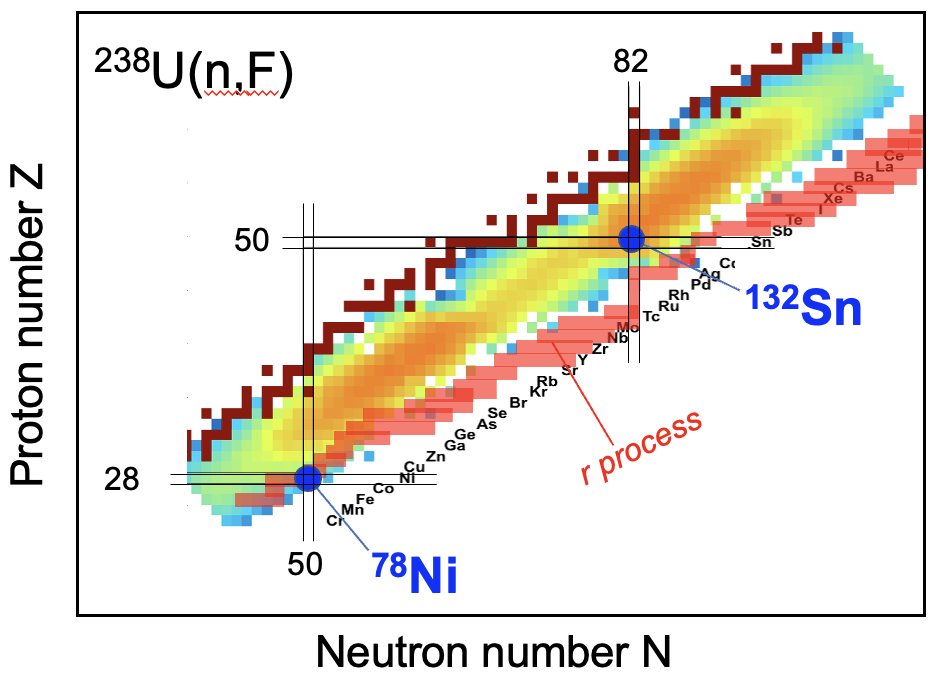 ²³⁸U(n,F)
82
Ce
La
Ba
Cs
Xe
I
Te
Sb
Sn
50
Ag
Pd
Rh
Ru
Tc
¹³²Sn
Mo
Nb
Zr
Y
Sr
Rb
Kr
Br
Se
As
Ge
Ga
Zn
Cu
Ni
Co
Fe
Mn
r process
28
50
⁷⁸Ni
Proton number Z
Neutron number N